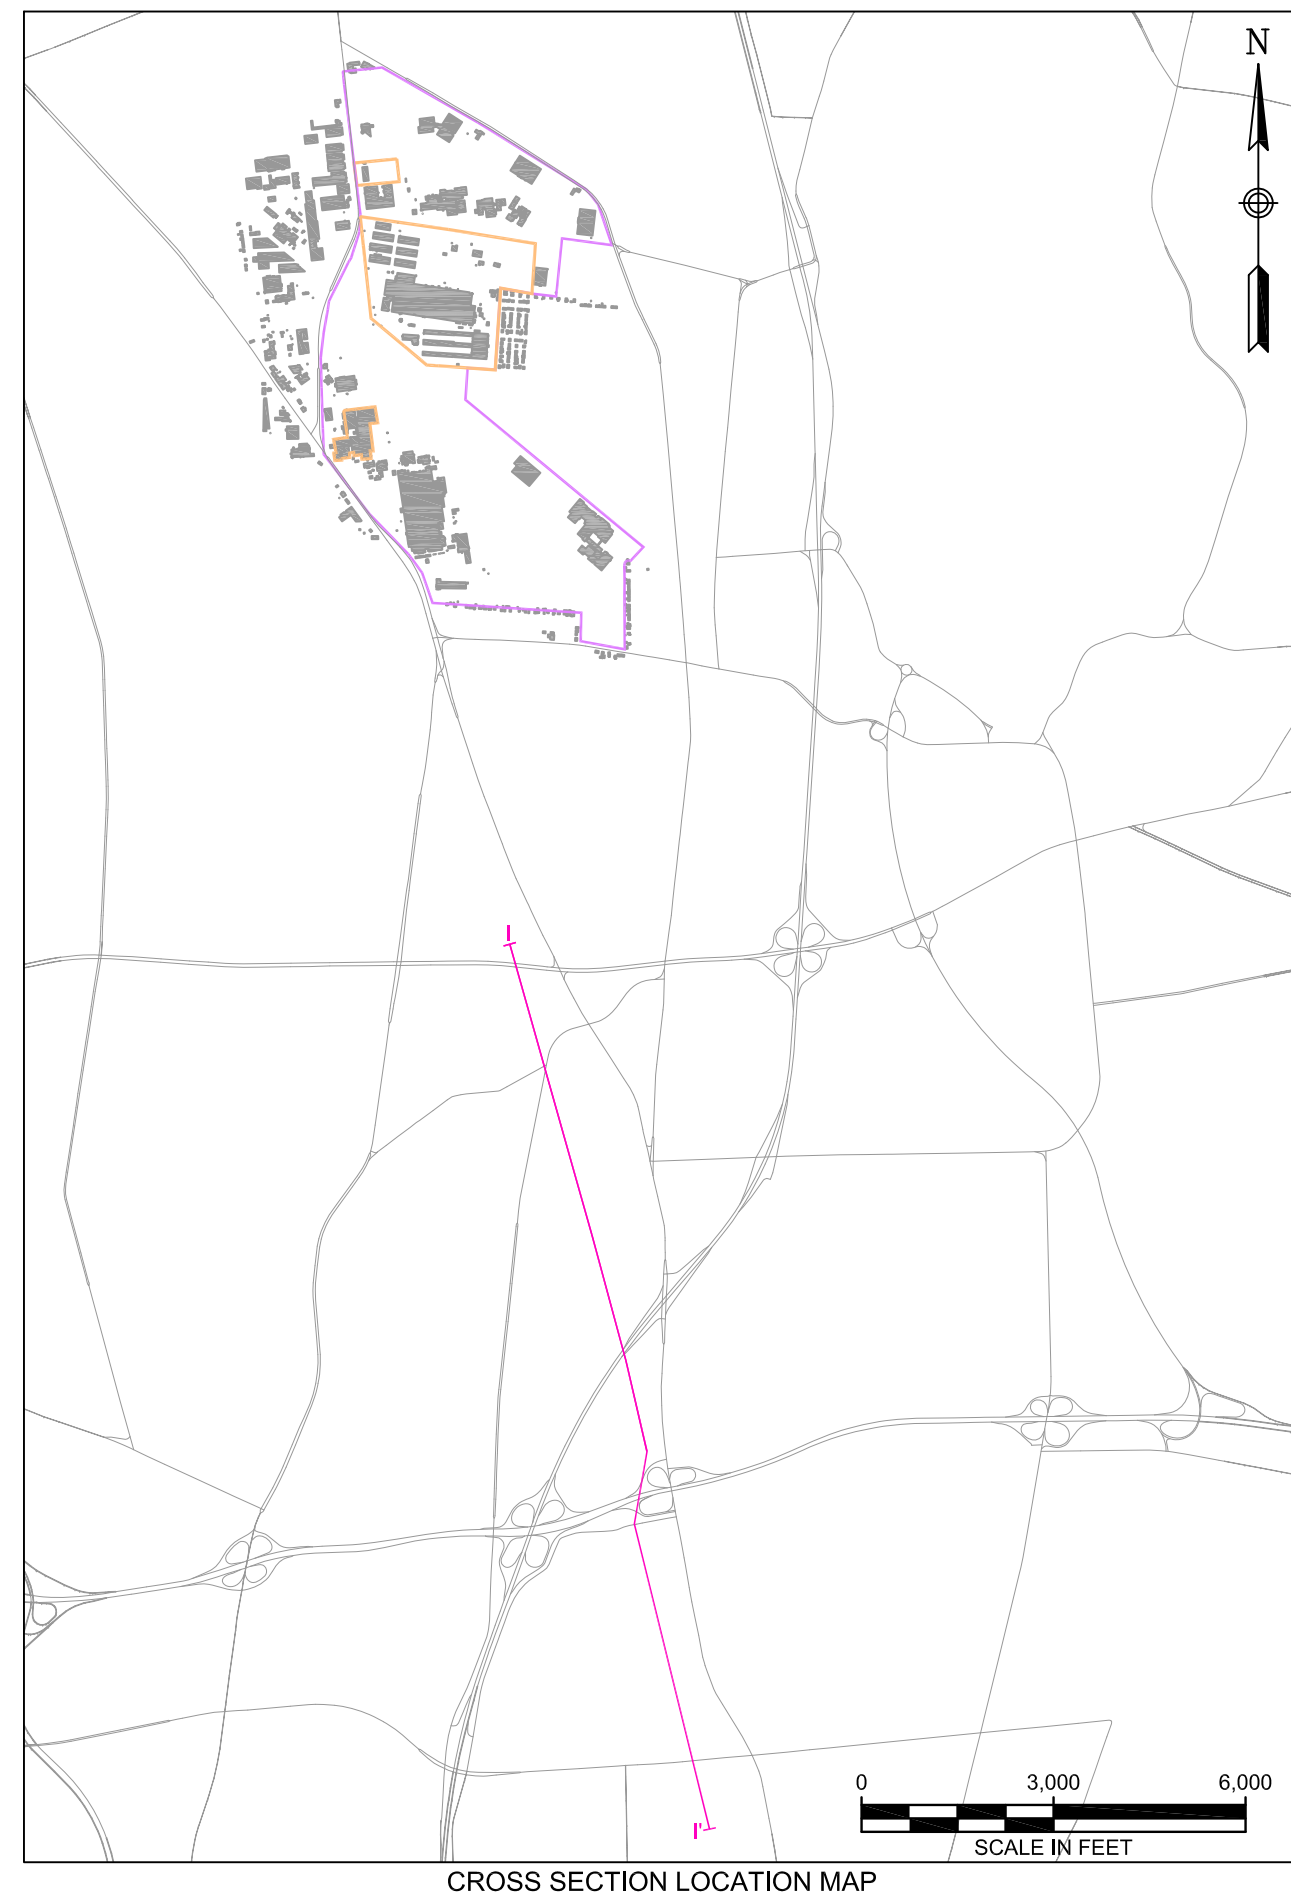 N
I
I'
0 3,000 6,000
SCALE IN FEET
CROSS SECTION LOCATION MAP